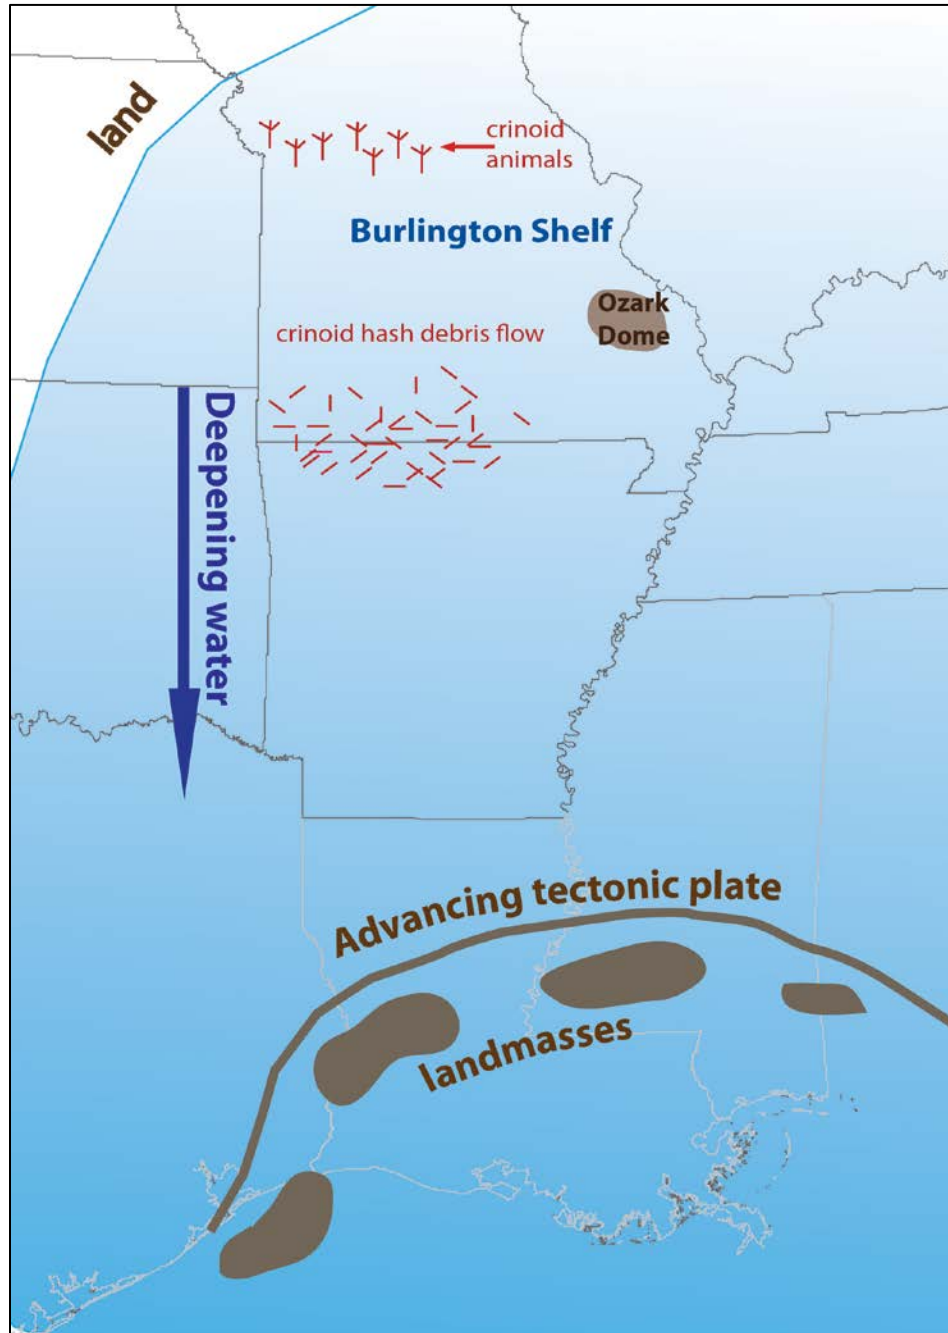 land
crinoid
animals
Burlington Shelf
Ozark
Dome
crinoid hash debris flow
Deepening water
Advancing tectonic plate
landmasses